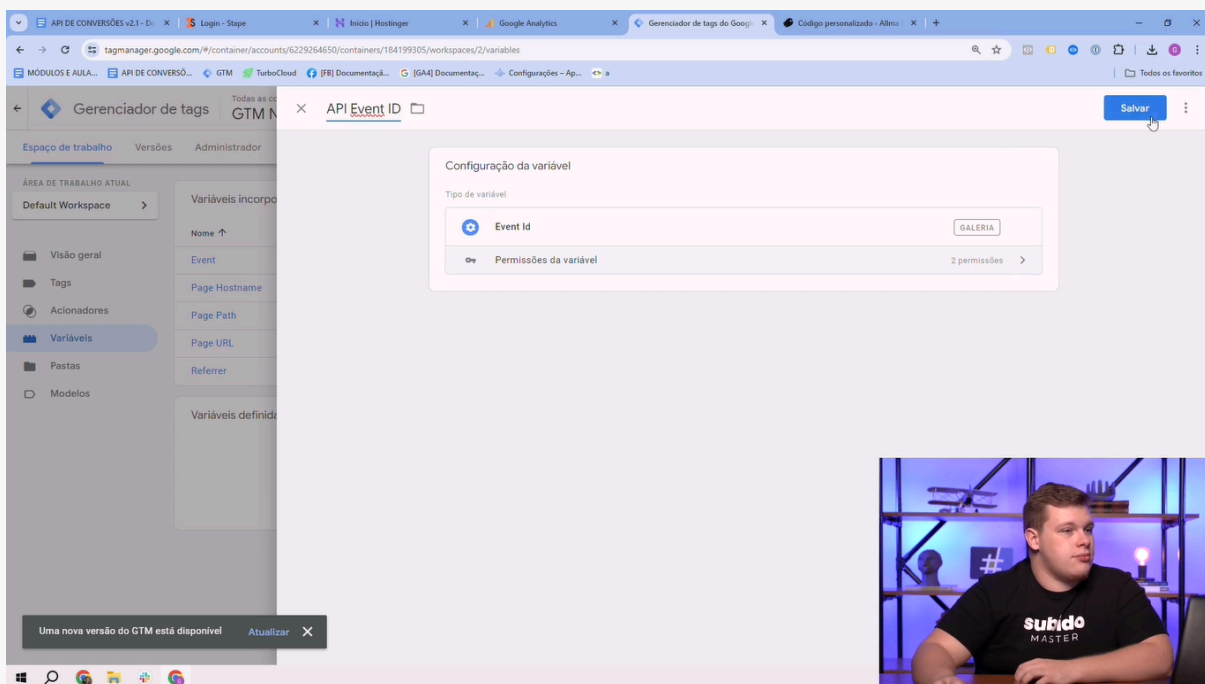 API DE CONVERSÕES v2.1 - Do
Login - Stape
Início | Hostinger
Google Analytics
Gerenciador de tags do Googl
Código personalizado ‹ Allma
tagmanager.google.com/#/container/accounts/6229264650/containers/184199305/workspaces/2/variables
MÓDULOS E AULA...
API DE CONVERSÕ...
GTM
TurboCloud
[FB] Documentaçã...
[GA4] Documentaç...
Configurações – Ap...
a
Todos os favoritos
Gerenciador de tags
Todas as co
GTM N
API Event ID
Salvar
Espaço de trabalho
Versões
Administrador
ÁREA DE TRABALHO ATUAL
Default Workspace
Visão geral
Tags
Acionadores
Variáveis
Pastas
Modelos
Variáveis incorpo
Nome
Event
Page Hostname
Page Path
Page URL
Referrer
Variáveis definida
Configuração da variável
Tipo de variável
Event Id
GALERIA
Permissões da variável
2 permissões
Uma nova versão do GTM está disponível
Atualizar
subido
MASTER
#